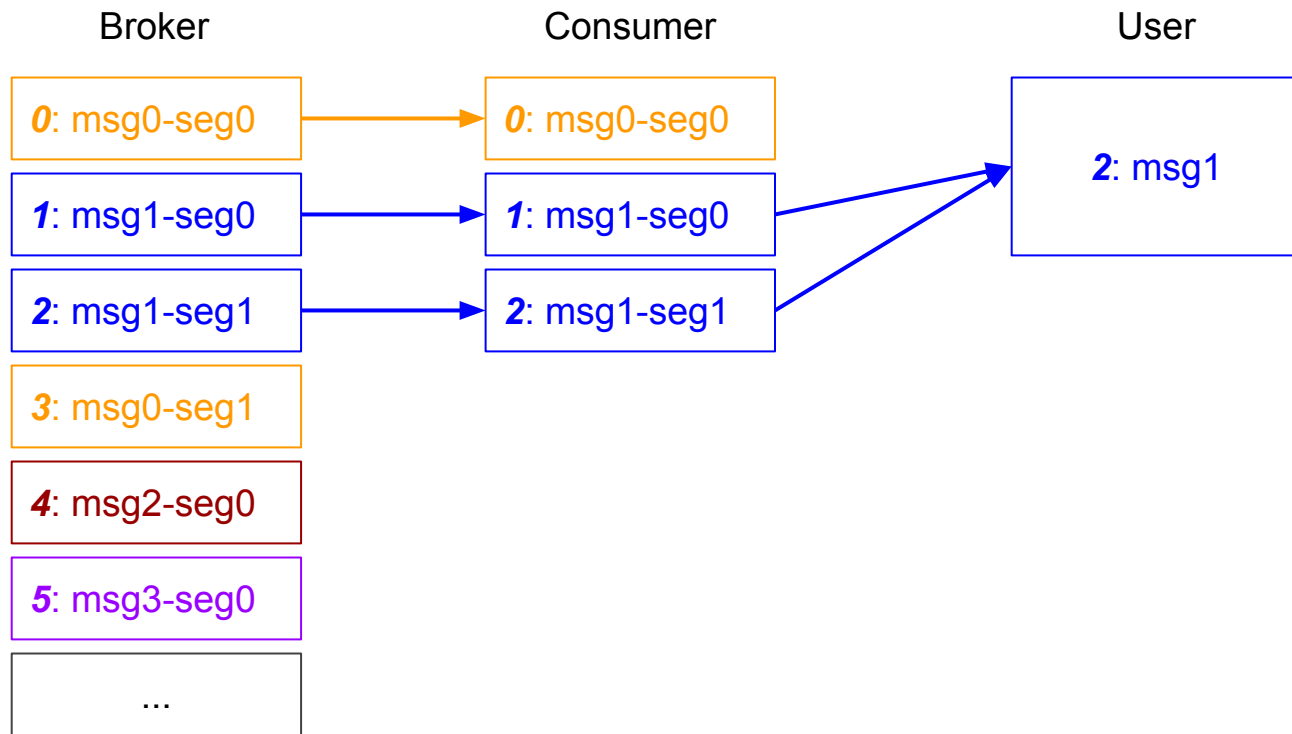 Broker
Consumer
User
0: msg0-seg0
0: msg0-seg0
1: msg1-seg0
1: msg1-seg0
2: msg1
2: msg1-seg1
2: msg1-seg1
3: msg0-seg1
4: msg2-seg0
5: msg3-seg0
...